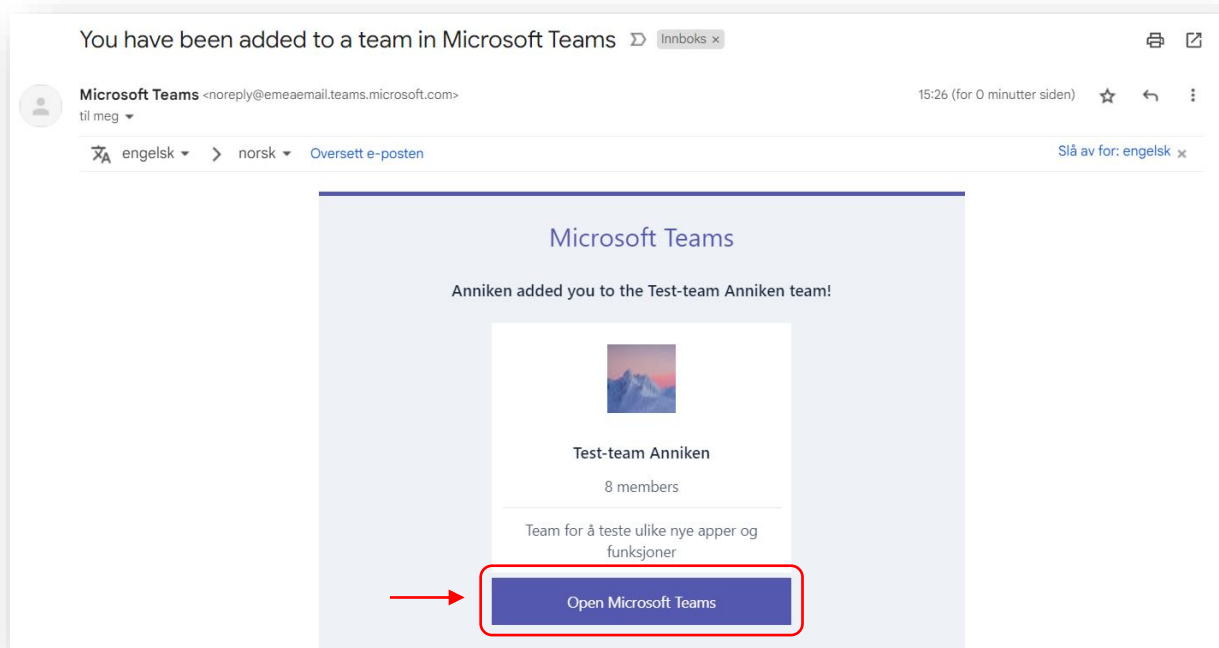 You have been added to a team in Microsoft Teams Innboks ×
Microsoft Teams <noreply@emeaemail.teams.microsoft.com> 15:26 (for 0 minutter siden)
til meg
engelsk > norsk Oversett e-posten Slå av for: engelsk ×
Microsoft Teams
Anniken added you to the Test-team Anniken team!
Test-team Anniken
8 members
Team for å teste ulike nye apper og
funksjoner
Open Microsoft Teams